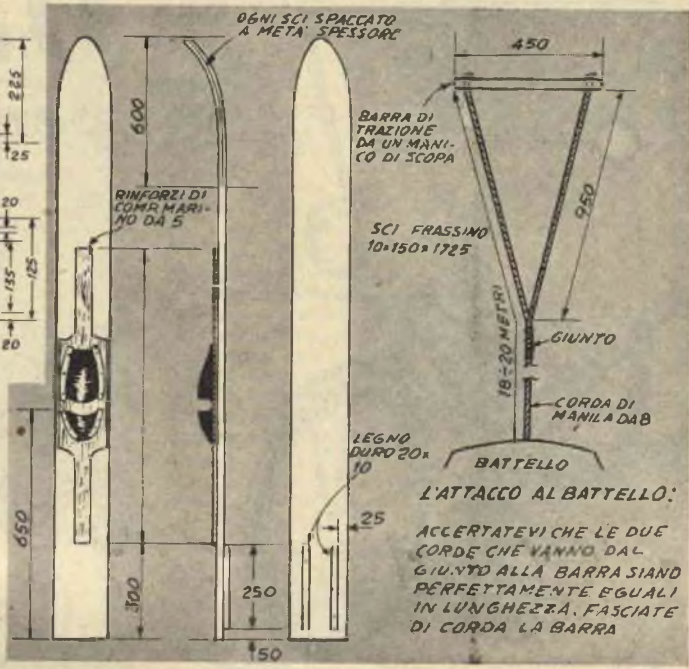 OGNI SCI SPACCATO
A META' SPESSORE
225
125
20
135
125
20
650
RINFORZI DI
COMP. MARI-
NO DA 5
600
300
250
50
LEGNO
DURO 20x
10
25
450
BARRA DI
TRAZIONE
DA UN MANI-
CO DI SCOPA
950
SCI FRASSINO
10x150x1725
18÷20 METRI
GIUNTO
CORDA DI
MANILA DA 8
BATTELLO
L'ATTACCO AL BATTELLO:
ACCERTATEVI CHE LE DUE
CORDE CHE VANNO DAL
GIUNTO ALLA BARRA SIANO
PERFETTAMENTE EGUALI
IN LUNGHEZZA. FASCIATE
DI CORDA LA BARRA